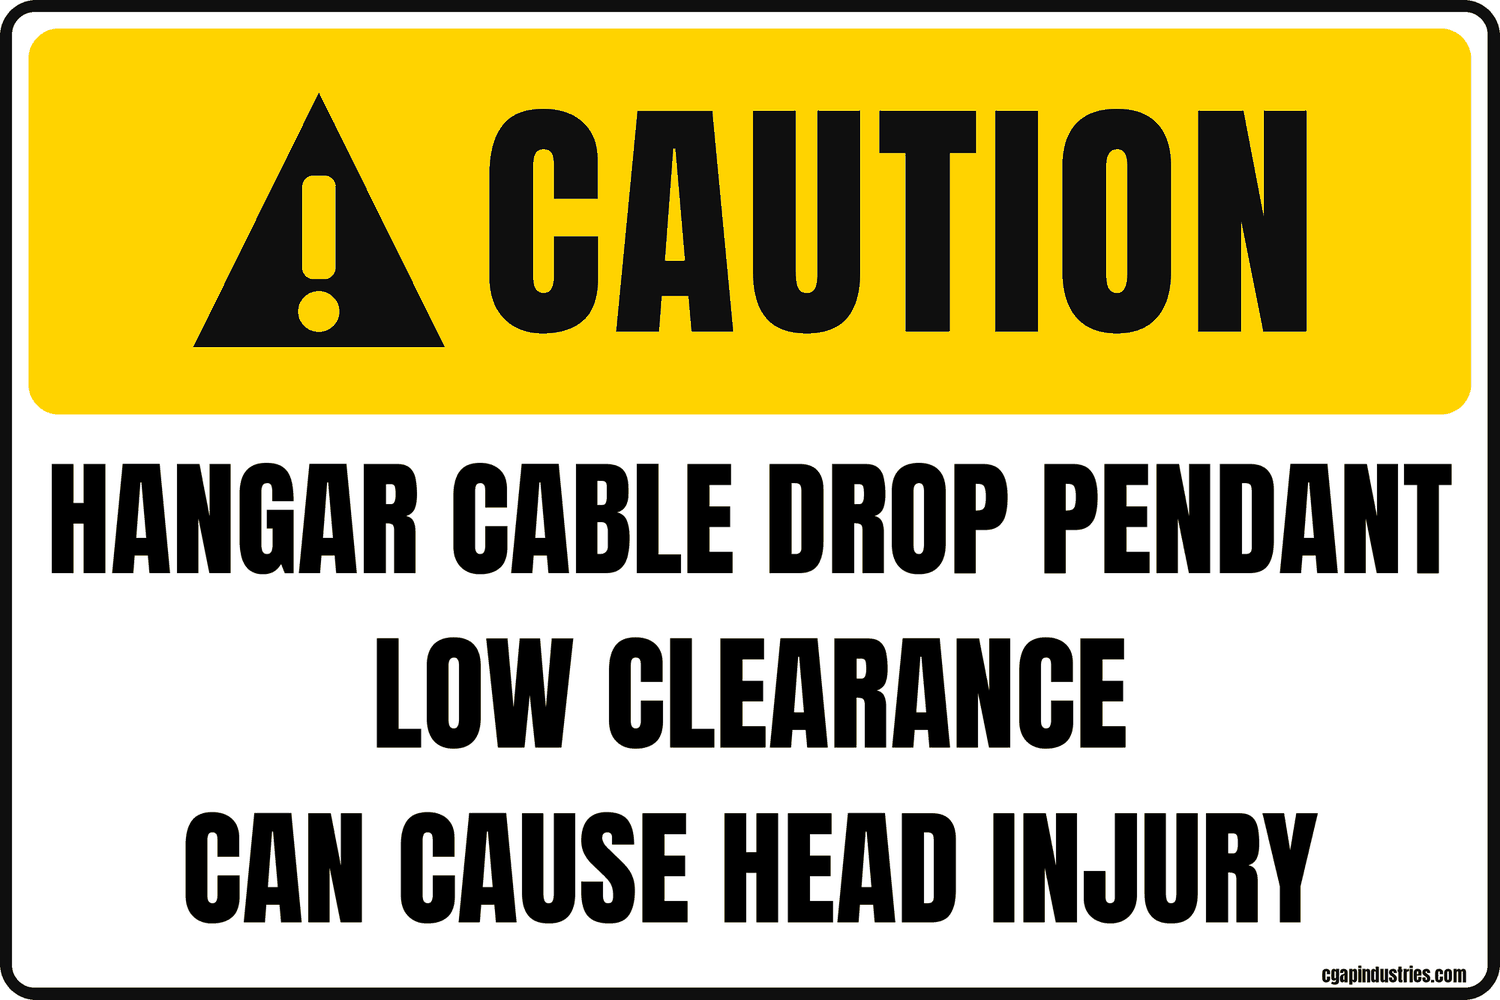 CAUTION
HANGAR CABLE DROP PENDANT
LOW CLEARANCE
CAN CAUSE HEAD INJURY
cgapindustries.com